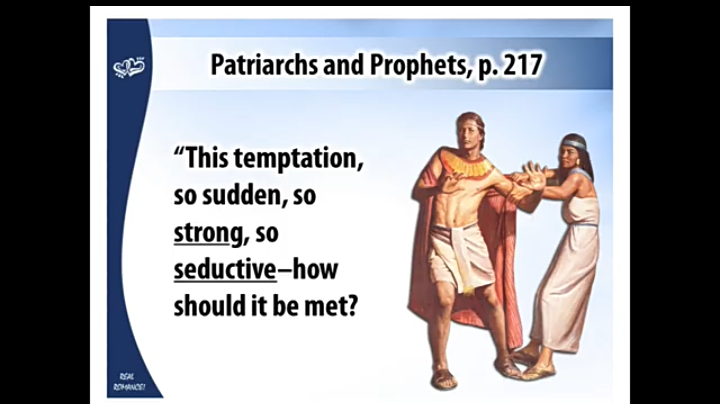 Patriarchs and Prophets, p. 217
“This temptation,
so sudden, so
strong, so
seductive–how
should it be met?
REAL
ROMANCE!